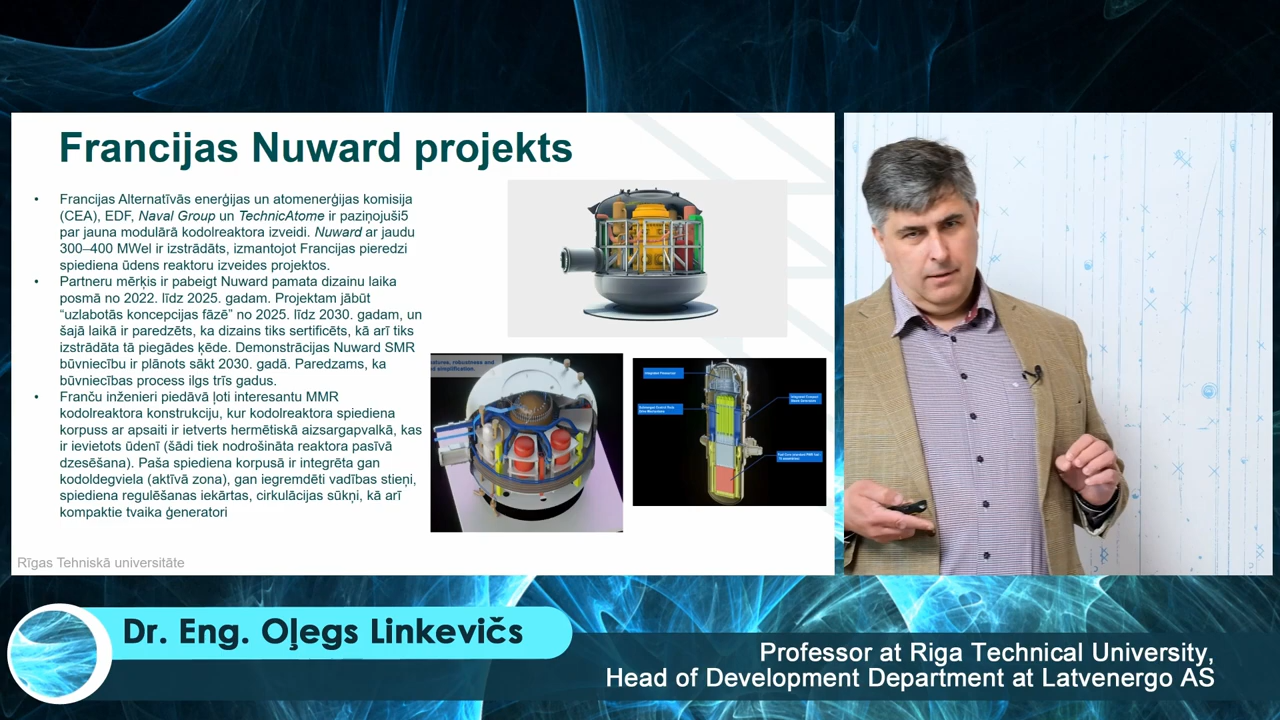 Francijas Nuward projekts
• Francijas Alternatīvās enerģijas un atomenerģijas komisija
(CEA), EDF, Naval Group un TechnicAtome ir paziņojuši5
par jauna modulārā kodolreaktora izveidi. Nuward ar jaudu
300–400 MWel ir izstrādāts, izmantojot Francijas pieredzi
spiediena ūdens reaktoru izveides projektos.
• Partneru mērķis ir pabeigt Nuward pamata dizainu laika
posmā no 2022. līdz 2025. gadam. Projektam jābūt
“uzlabotās koncepcijas fāzē” no 2025. līdz 2030. gadam, un
šajā laikā ir paredzēts, ka dizains tiks sertificēts, kā arī tiks
izstrādāta tā piegādes ķēde. Demonstrācijas Nuward SMR
būvniecību ir plānots sākt 2030. gadā. Paredzams, ka
būvniecības process ilgs trīs gadus.
• Franču inženieri piedāvā ļoti interesantu MMR
kodolreaktora konstrukciju, kur kodolreaktora spiediena
korpuss ar apsaiti ir ietverts hermētiskā aizsargapvalkā, kas
ir ievietots ūdenī (šādi tiek nodrošināta reaktora pasīvā
dzesēšana). Paša spiediena korpusā ir integrēta gan
kodoldegviela (aktīvā zona), gan iegremdēti vadības stieņi,
spiediena regulēšanas iekārtas, cirkulācijas sūkņi, kā arī
kompaktie tvaika ģeneratori
atures, robustness and
d simplification.
Integrated Pressuriser
Rīgas Tehniskā universitāte
Dr. Eng. Oļegs Linkevičs
Professor at Riga Technical University,
Head of Development Department at Latvenergo AS